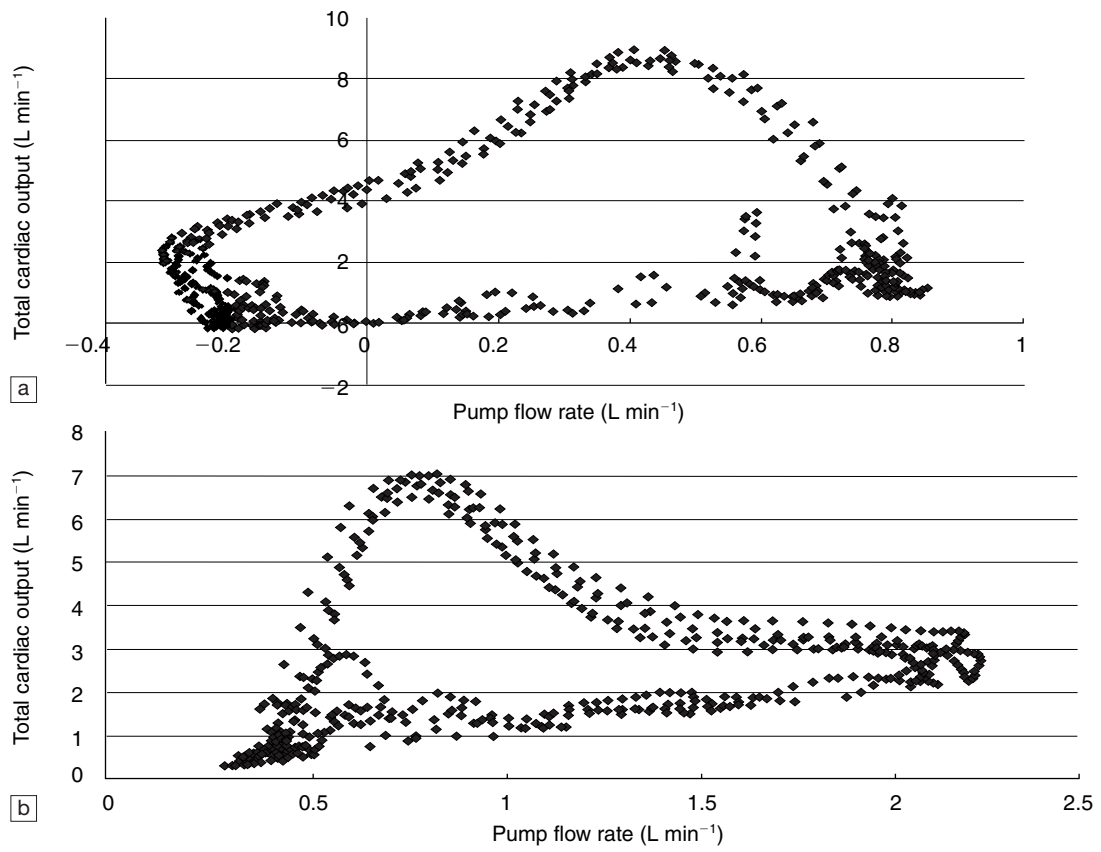 10
8
6
4
2
0
−2
−0.4 −0.2 0 0.2 0.4 0.6 0.8 1
Total cardiac output (L min−1)
Pump flow rate (L min−1)
a
8
7
6
5
4
3
2
1
0
0 0.5 1 1.5 2 2.5
Total cardiac output (L min−1)
Pump flow rate (L min−1)
b